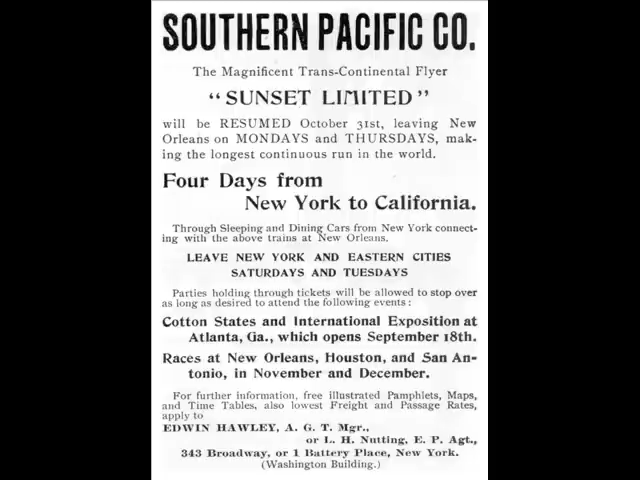 SOUTHERN PACIFIC CO.
The Magnificent Trans-Continental Flyer
"SUNSET LIMITED"
will be RESUMED October 31st, leaving New
Orleans on MONDAYS and THURSDAYS, mak-
ing the longest continuous run in the world.
Four Days from
New York to California.
Through Sleeping and Dining Cars from New York connect-
ing with the above trains at New Orleans.
LEAVE NEW YORK AND EASTERN CITIES
SATURDAYS AND TUESDAYS
Parties holding through tickets will be allowed to stop over
as long as desired to attend the following events:
Cotton States and International Exposition at
Atlanta, Ga., which opens September 18th.
Races at New Orleans, Houston, and San An-
tonio, in November and December.
For further information, free illustrated Pamphlets, Maps,
and Time Tables, also lowest Freight and Passage Rates,
apply to
EDWIN HAWLEY, A. G. T. Mgr.,
or L. H. Nutting, E. P. Agt.,
343 Broadway, or 1 Battery Place, New York.
(Washington Building.)